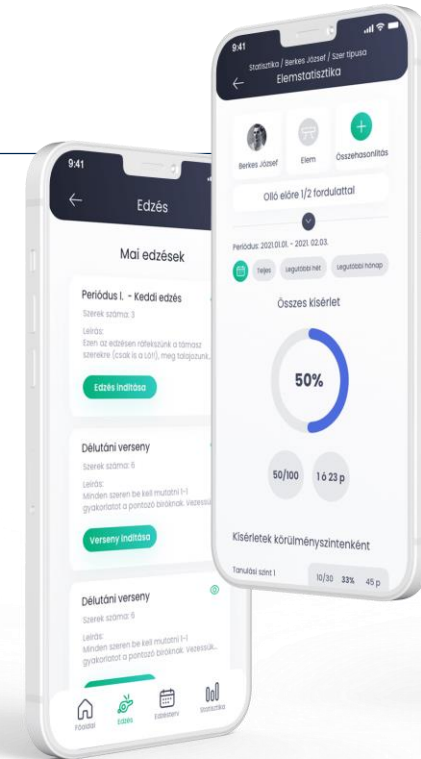 9:41
Edzés
Mai edzések
Periódus I. - Keddi edzés
Szerek száma: 3
Leírás:
Ezen az edzésen ráfekszünk a támasz
szerekre (csak is a Ló!!), meg talajozunk...
Edzés indítása
Délutáni verseny
Szerek száma: 6
Leírás:
Minden szeren be kell mutatni 1-1
gyakorlatot a pontozó bíróknak. Vezessü...
Verseny indítása
Délutáni verseny
Szerek száma: 6
Leírás:
Minden szeren be kell mutatni 1-1
gyakorlatot a pontozó bíróknak. Vezessük...
Főoldal
Edzés
Edzésterv
Statisztika
9:41
Statisztika / Berkes József / Szer típusa
Elemstatisztika
Berkes József
Elem
Összehasonlítás
Olló előre 1/2 fordulattal
Periódus: 2021.01.01. - 2021. 02.03.
Teljes
Legutóbbi hét
Legutóbbi hónap
Összes kísérlet
50%
50/100
1 ó 23 p
Kísérletek körülményszintenként
Tanulási szint 1
10/30 33% 45 p